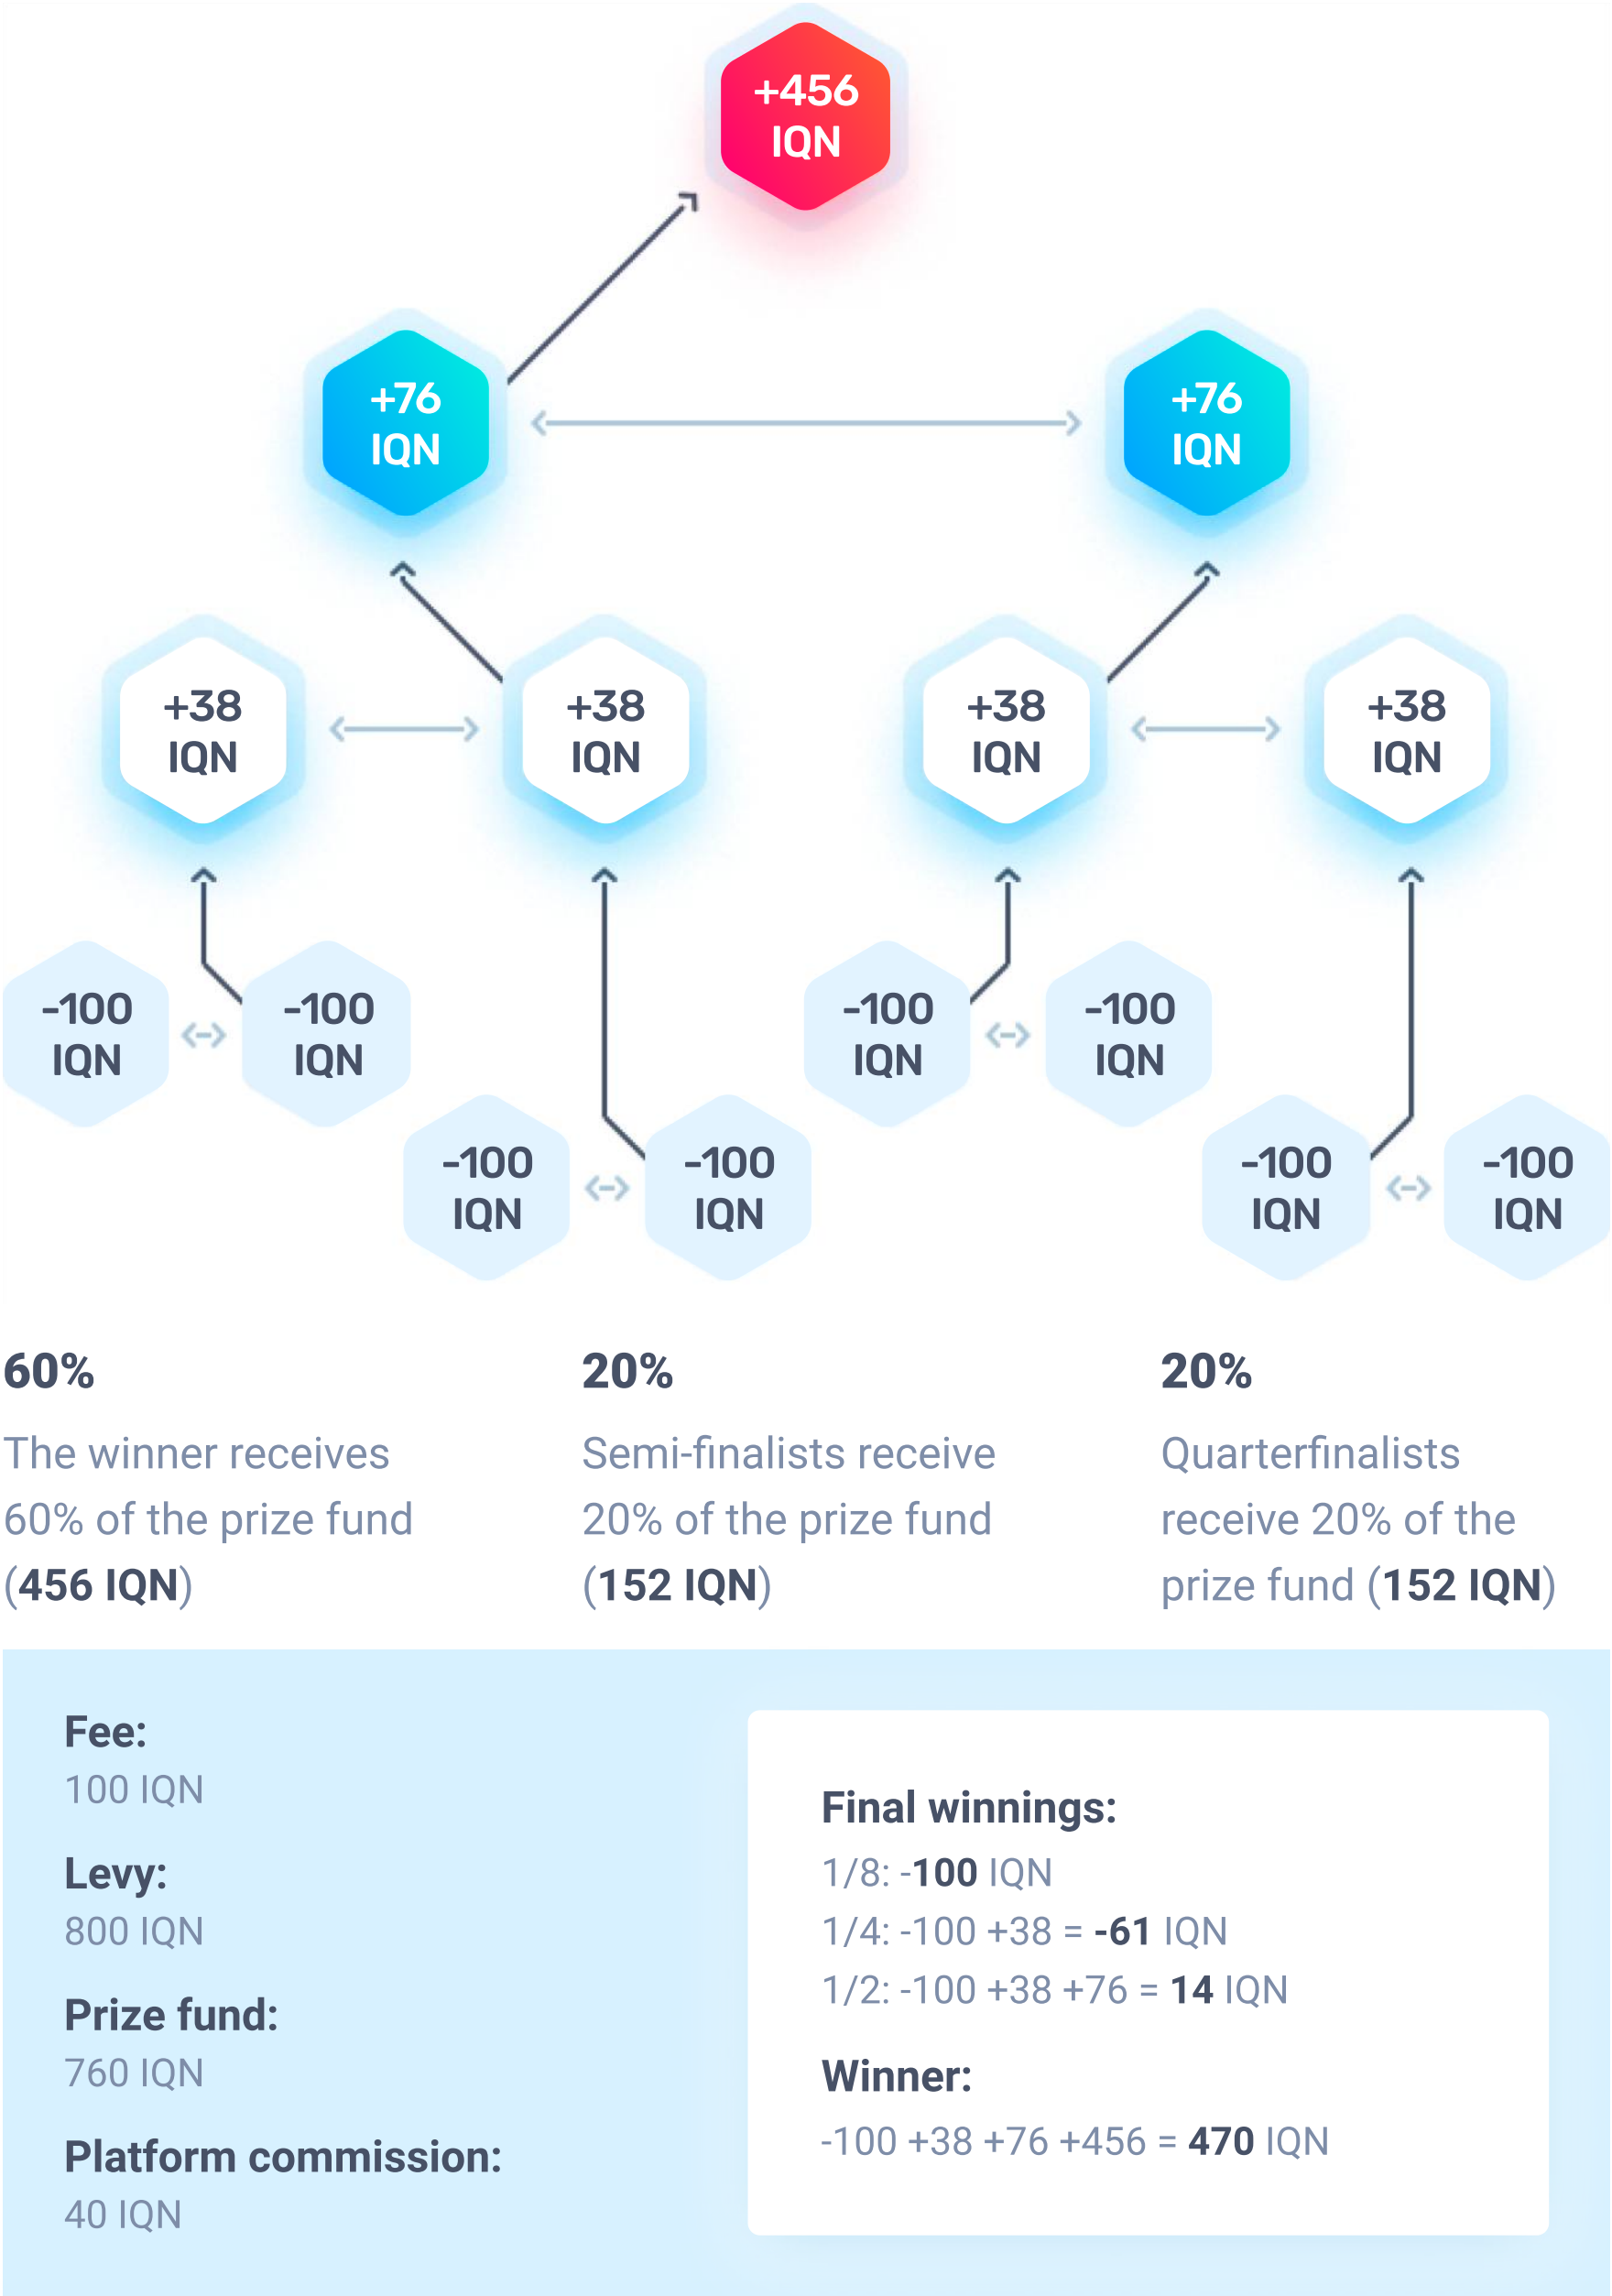 +456
IQN
+76
IQN
+76
IQN
+38
IQN
+38
IQN
+38
IQN
+38
IQN
-100
IQN
-100
IQN
-100
IQN
-100
IQN
-100
IQN
-100
IQN
-100
IQN
-100
IQN
60%
The winner receives
60% of the prize fund
(456 IQN)
20%
Semi-finalists receive
20% of the prize fund
(152 IQN)
20%
Quarterfinalists
receive 20% of the
prize fund (152 IQN)
Fee:
100 IQN
Levy:
800 IQN
Prize fund:
760 IQN
Platform commission:
40 IQN
Final winnings:
1/8: -100 IQN
1/4: -100 +38 = -61 IQN
1/2: -100 +38 +76 = 14 IQN
Winner:
-100 +38 +76 +456 = 470 IQN